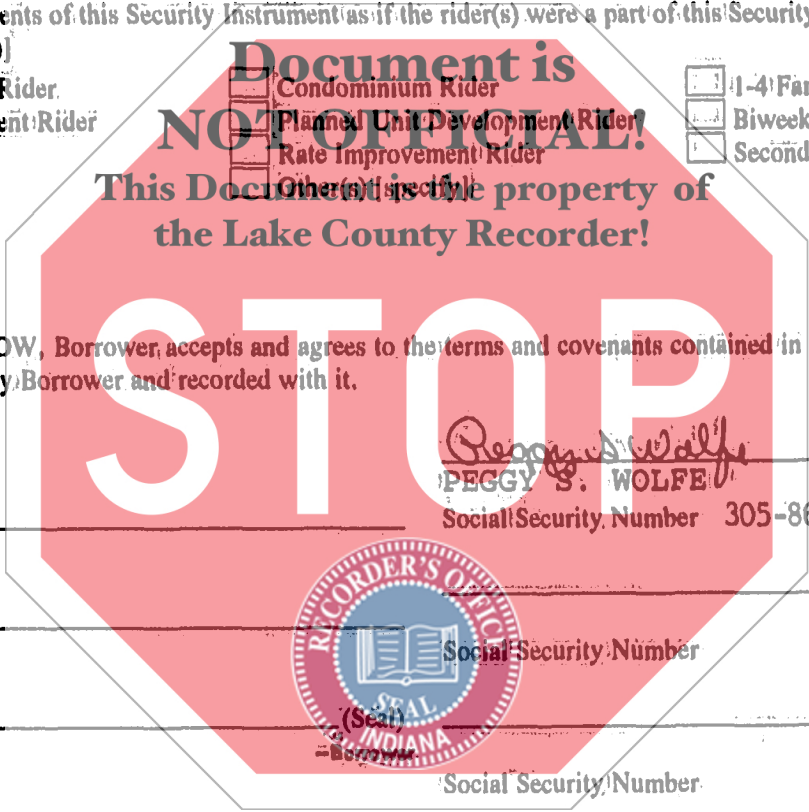 ents of this Security Instrument as if the rider(s) were a part of this Security
Document is
Rider
Condominium Rider
1-4 Fam
ent Rider
NOT OFFICIAL!
Planned Unit Development Rider
Biweek
Rate Improvement Rider
Second
This Document is the property of
Other(s) [specify]
the Lake County Recorder!
STOP
OW, Borrower accepts and agrees to the terms and covenants contained in
y Borrower and recorded with it.
Peggy S Wolfe
PEGGY S. WOLFE
Social Security Number 305-86
RECORDER'S OFFICE
Social Security Number
SEAL
(Seal)
INDIANA
-Borrower
Social Security Number